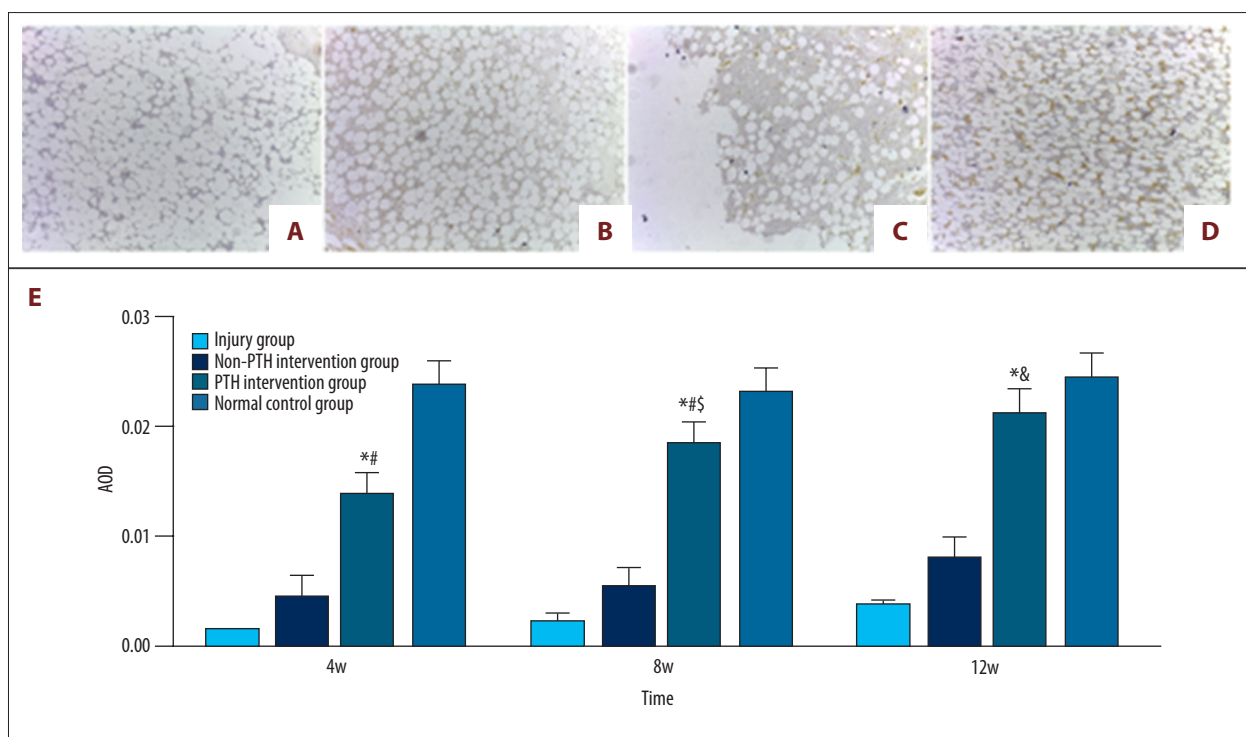 A
B
C
D
E
0.03
0.02
0.01
0.00
AOD
Injury group
Non-PTH intervention group
PTH intervention group
Normal control group
*#
*#$
*&
4w
8w
12w
Time